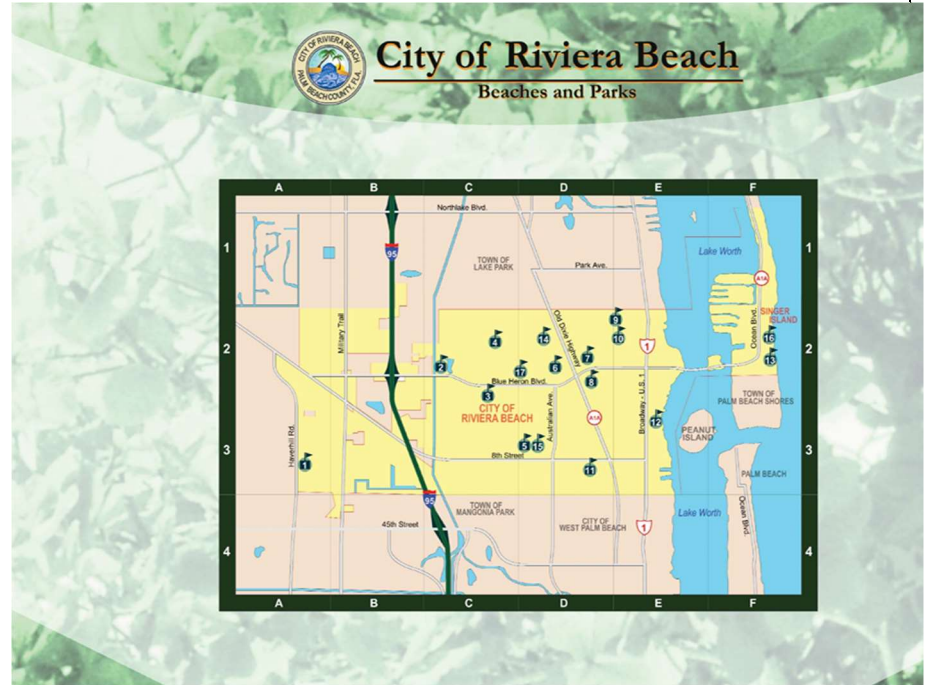 CITY OF RIVIERA BEACH
PALM BEACH COUNTY, FLA.
City of Riviera Beach
Beaches and Parks
A B C D E F
Northlake Blvd.
1
1
Lake Worth
95
TOWN OF
LAKE PARK
Park Ave.
A1A
Military Trail
Old Dixie Highway
Ocean Blvd.
SINGER
ISLAND
9
4
14
10
16
2
1
2
7
13
2
17
6
Blue Heron Blvd.
8
3
TOWN OF
PALM BEACH SHORES
CITY OF
RIVIERA BEACH
Australian Ave.
Broadway - U.S. 1
A1A
12
PEANUT
ISLAND
Haverhill Rd.
5
15
3
3
8th Street
1
11
PALM BEACH
95
TOWN OF
MANGONIA PARK
Lake Worth
Ocean Blvd.
45th Street
CITY OF
WEST PALM BEACH
1
4
4
A B C D E F